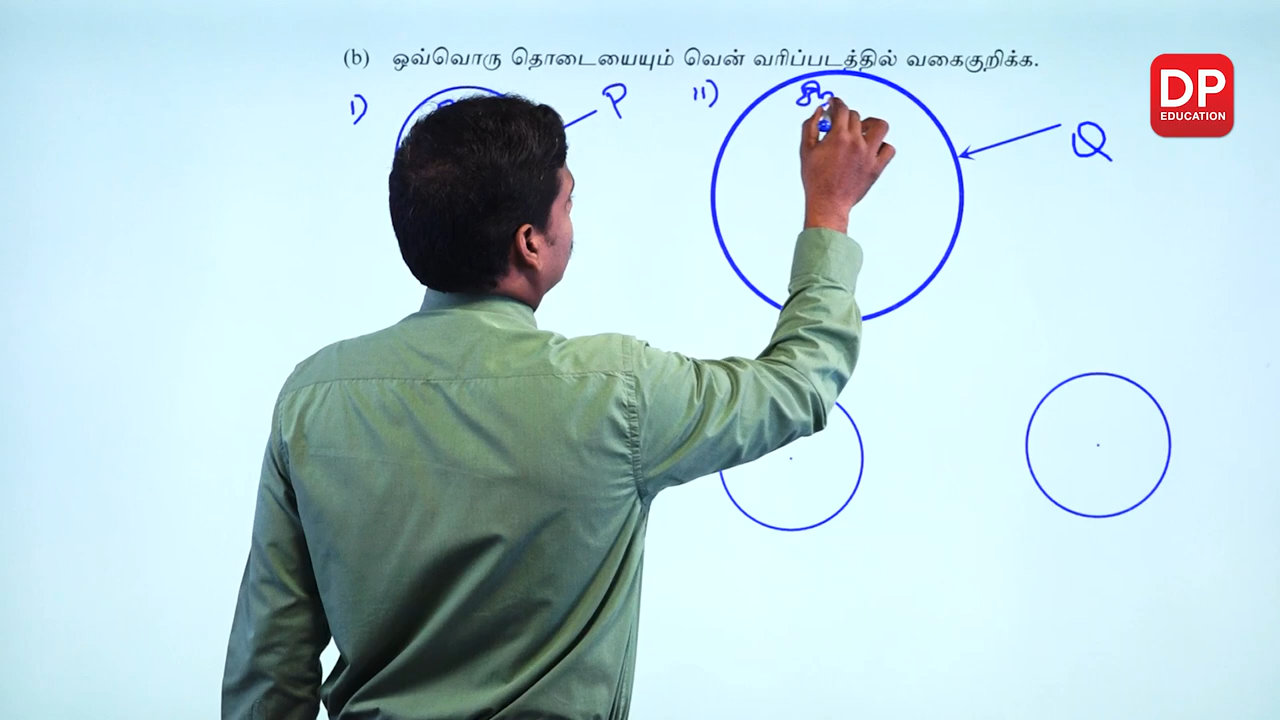 (b) ஒவ்வொரு தொடையையும் வென் வரிப்படத்தில் வகைகுறிக்க.
i) P ii) Q
DP
EDUCATION